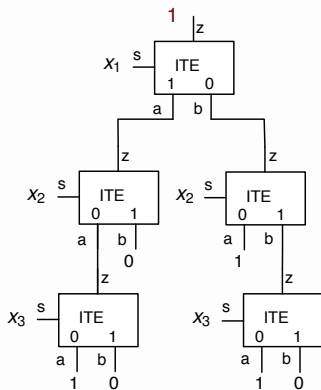 1
z
x1 s ITE
1 0
a b
z z
x2 s ITE x2 s ITE
0 1 0 1
a b a b
0 1
z z
x3 s ITE x3 s ITE
0 1 0 1
a b a b
1 0 1 0